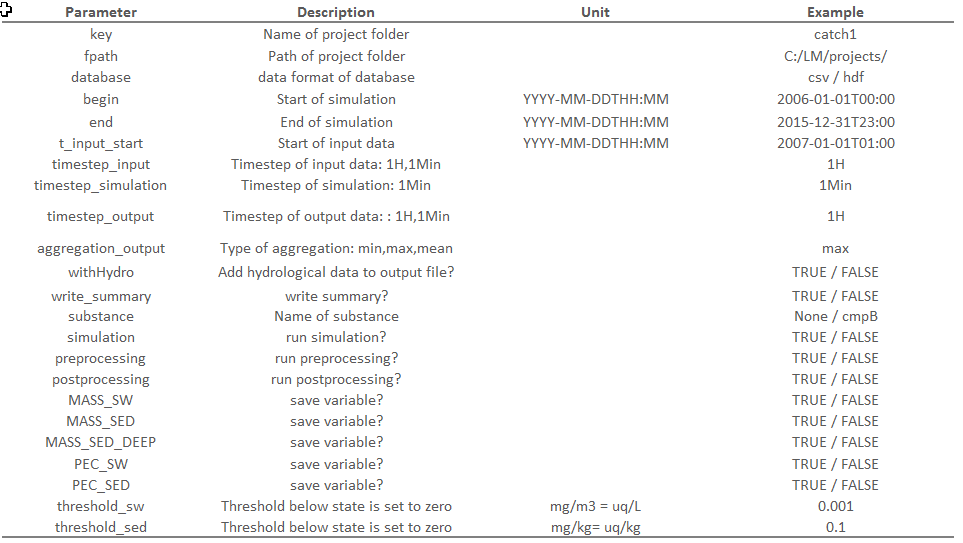 Parameter Description Unit Example
key Name of project folder catch1
fpath Path of project folder C:/LM/projects/
database data format of database csv / hdf
begin Start of simulation YYYY-MM-DDTHH:MM 2006-01-01T00:00
end End of simulation YYYY-MM-DDTHH:MM 2015-12-31T23:00
t_input_start Start of input data YYYY-MM-DDTHH:MM 2007-01-01T01:00
timestep_input Timestep of input data: 1H,1Min 1H
timestep_simulation Timestep of simulation: 1Min 1Min
timestep_output Timestep of output data: : 1H,1Min 1H
aggregation_output Type of aggregation: min,max,mean max
withHydro Add hydrological data to output file? TRUE / FALSE
write_summary write summary? TRUE / FALSE
substance Name of substance None / cmpB
simulation run simulation? TRUE / FALSE
preprocessing run preprocessing? TRUE / FALSE
postprocessing run postprocessing? TRUE / FALSE
MASS_SW save variable? TRUE / FALSE
MASS_SED save variable? TRUE / FALSE
MASS_SED_DEEP save variable? TRUE / FALSE
PEC_SW save variable? TRUE / FALSE
PEC_SED save variable? TRUE / FALSE
threshold_sw Threshold below state is set to zero mg/m3 = uq/L 0.001
threshold_sed Threshold below state is set to zero mg/kg= uq/kg 0.1